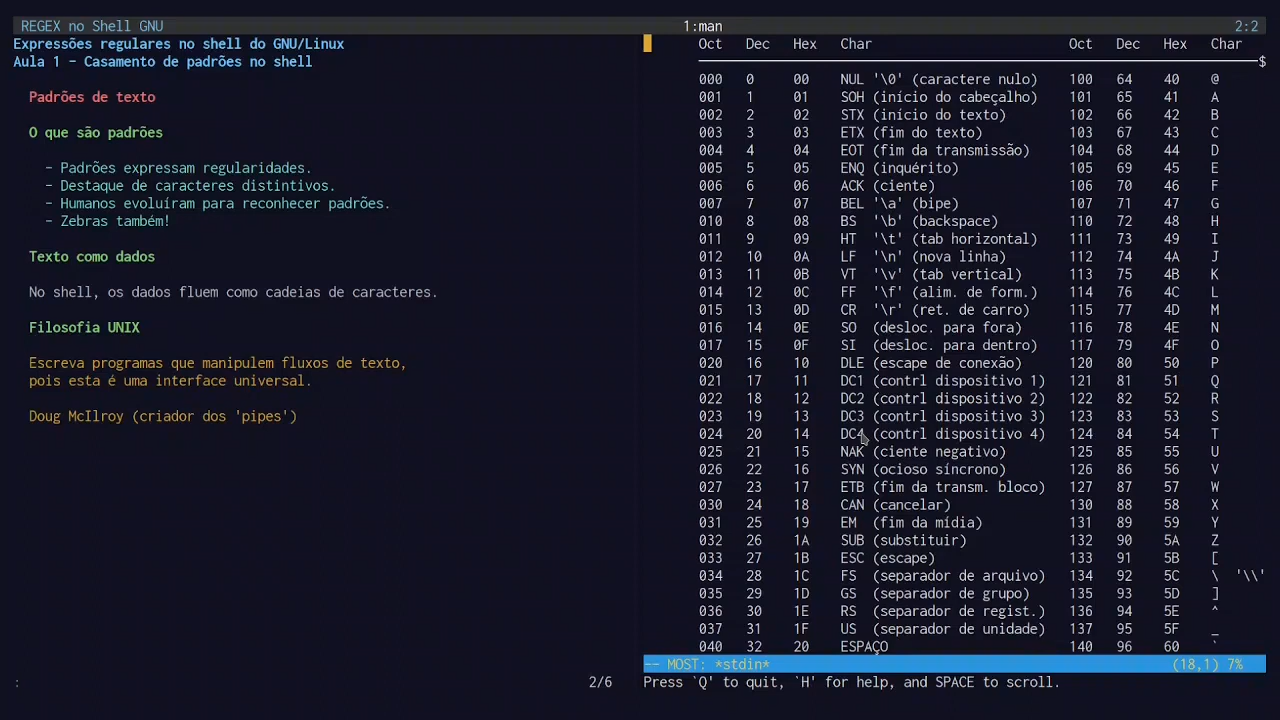 REGEX no Shell GNU 1:man 2:2
Expressões regulares no shell do GNU/Linux
Aula 1 - Casamento de padrões no shell
Padrões de texto
O que são padrões
- Padrões expressam regularidades.
- Destaque de caracteres distintivos.
- Humanos evoluíram para reconhecer padrões.
- Zebras também!
Texto como dados
No shell, os dados fluem como cadeias de caracteres.
Filosofia UNIX
Escreva programas que manipulem fluxos de texto,
pois esta é uma interface universal.
Doug McIlroy (criador dos 'pipes')
: 2/6
Oct Dec Hex Char Oct Dec Hex Char
$
000 0 00 NUL '\0' (caractere nulo) 100 64 40 @
001 1 01 SOH (início do cabeçalho) 101 65 41 A
002 2 02 STX (início do texto) 102 66 42 B
003 3 03 ETX (fim do texto) 103 67 43 C
004 4 04 EOT (fim da transmissão) 104 68 44 D
005 5 05 ENQ (inquérito) 105 69 45 E
006 6 06 ACK (ciente) 106 70 46 F
007 7 07 BEL '\a' (bipe) 107 71 47 G
010 8 08 BS '\b' (backspace) 110 72 48 H
011 9 09 HT '\t' (tab horizontal) 111 73 49 I
012 10 0A LF '\n' (nova linha) 112 74 4A J
013 11 0B VT '\v' (tab vertical) 113 75 4B K
014 12 0C FF '\f' (alim. de form.) 114 76 4C L
015 13 0D CR '\r' (ret. de carro) 115 77 4D M
016 14 0E SO (desloc. para fora) 116 78 4E N
017 15 0F SI (desloc. para dentro) 117 79 4F O
020 16 10 DLE (escape de conexão) 120 80 50 P
021 17 11 DC1 (contrl dispositivo 1) 121 81 51 Q
022 18 12 DC2 (contrl dispositivo 2) 122 82 52 R
023 19 13 DC3 (contrl dispositivo 3) 123 83 53 S
024 20 14 DC4 (contrl dispositivo 4) 124 84 54 T
025 21 15 NAK (ciente negativo) 125 85 55 U
026 22 16 SYN (ocioso síncrono) 126 86 56 V
027 23 17 ETB (fim da transm. bloco) 127 87 57 W
030 24 18 CAN (cancelar) 130 88 58 X
031 25 19 EM (fim da mídia) 131 89 59 Y
032 26 1A SUB (substituir) 132 90 5A Z
033 27 1B ESC (escape) 133 91 5B [
034 28 1C FS (separador de arquivo) 134 92 5C \ '\\'
035 29 1D GS (separador de grupo) 135 93 5D ]
036 30 1E RS (separador de regist.) 136 94 5E ^
037 31 1F US (separador de unidade) 137 95 5F _
040 32 20 ESPAÇO 140 96 60 `
-- MOST: *stdin* (18,1) 7%
Press `Q' to quit, `H' for help, and SPACE to scroll.